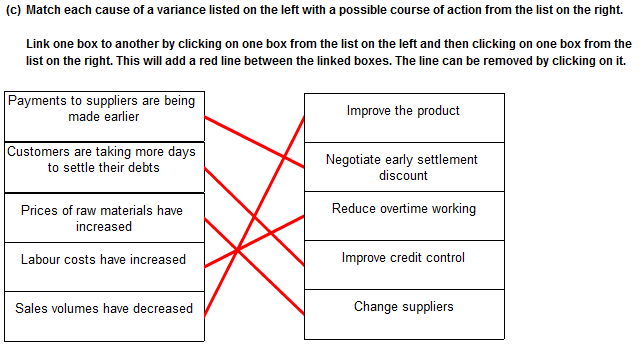 (c) Match each cause of a variance listed on the left with a possible course of action from the list on the right.
Link one box to another by clicking on one box from the list on the left and then clicking on one box from the
list on the right. This will add a red line between the linked boxes. The line can be removed by clicking on it.
Payments to suppliers are being
made earlier
Customers are taking more days
to settle their debts
Prices of raw materials have
increased
Labour costs have increased
Sales volumes have decreased
Improve the product
Negotiate early settlement
discount
Reduce overtime working
Improve credit control
Change suppliers